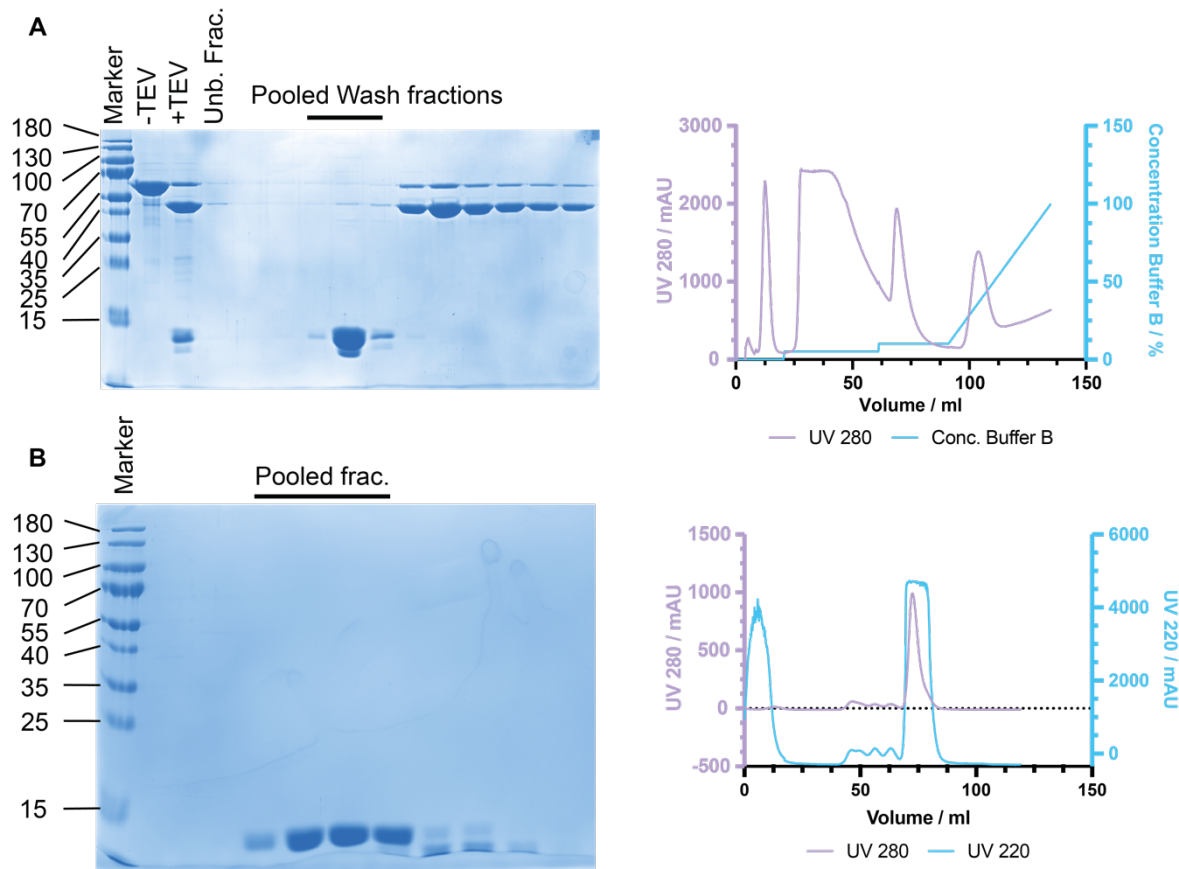 A
Marker
-TEV
+TEV
Unb. Frac.
Pooled Wash fractions
180
130
100
70
55
40
35
25
15
3000
2000
1000
0
UV 280 / mAU
150
100
50
0
Concentration Buffer B / %
0
50
100
150
Volume / ml
UV 280
Conc. Buffer B
B
Marker
Pooled frac.
180
130
100
70
55
40
35
25
15
1500
1000
500
0
-500
UV 280 / mAU
6000
4000
2000
0
UV 220 / mAU
0
50
100
150
Volume / ml
UV 280
UV 220